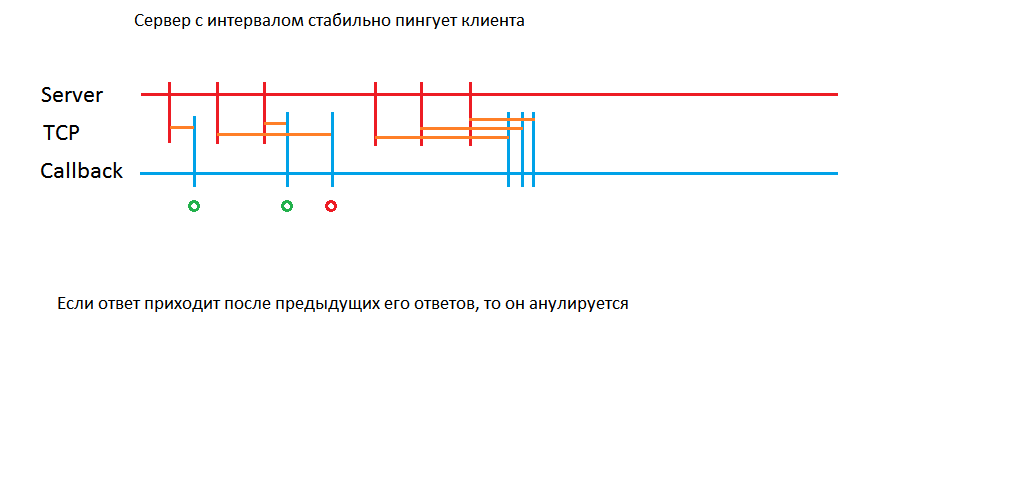 Сервер с интервалом стабильно пингует клиента
Server
TCP
Callback
Если ответ приходит после предыдущих его ответов, то он анулируется